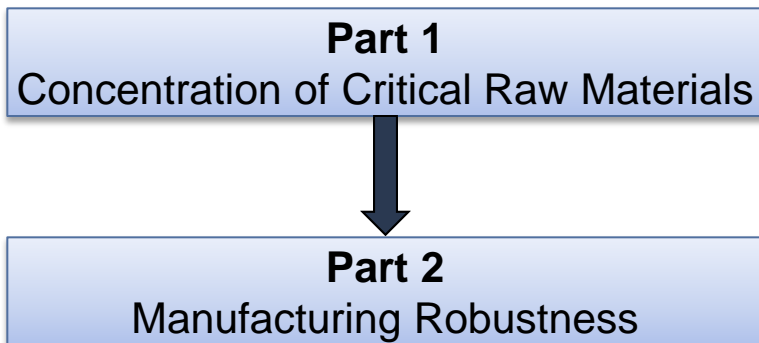 Part 1
Concentration of Critical Raw Materials
Part 2
Manufacturing Robustness